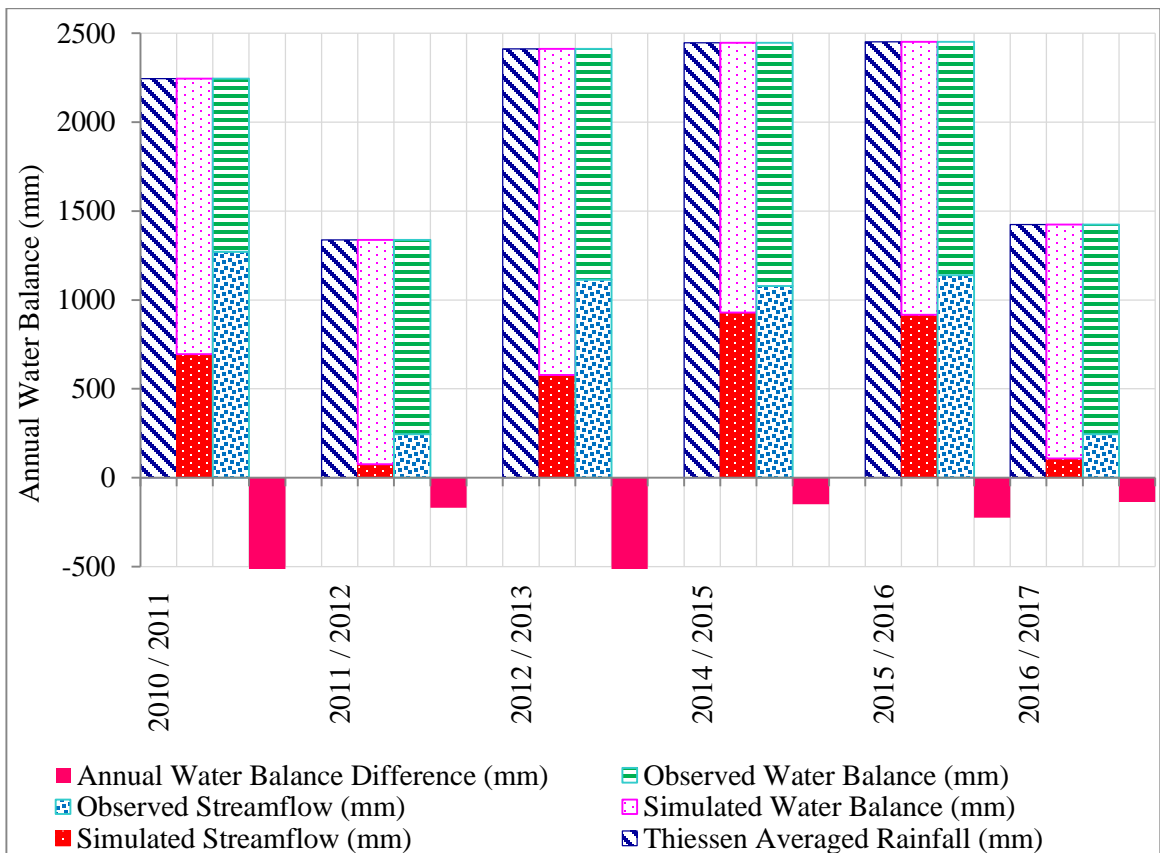 Annual Water Balance (mm)
2500
2000
1500
1000
500
0
-500
2010 / 2011
2011 / 2012
2012 / 2013
2014 / 2015
2015 / 2016
2016 / 2017
Annual Water Balance Difference (mm)
Observed Water Balance (mm)
Observed Streamflow (mm)
Simulated Water Balance (mm)
Simulated Streamflow (mm)
Thiessen Averaged Rainfall (mm)